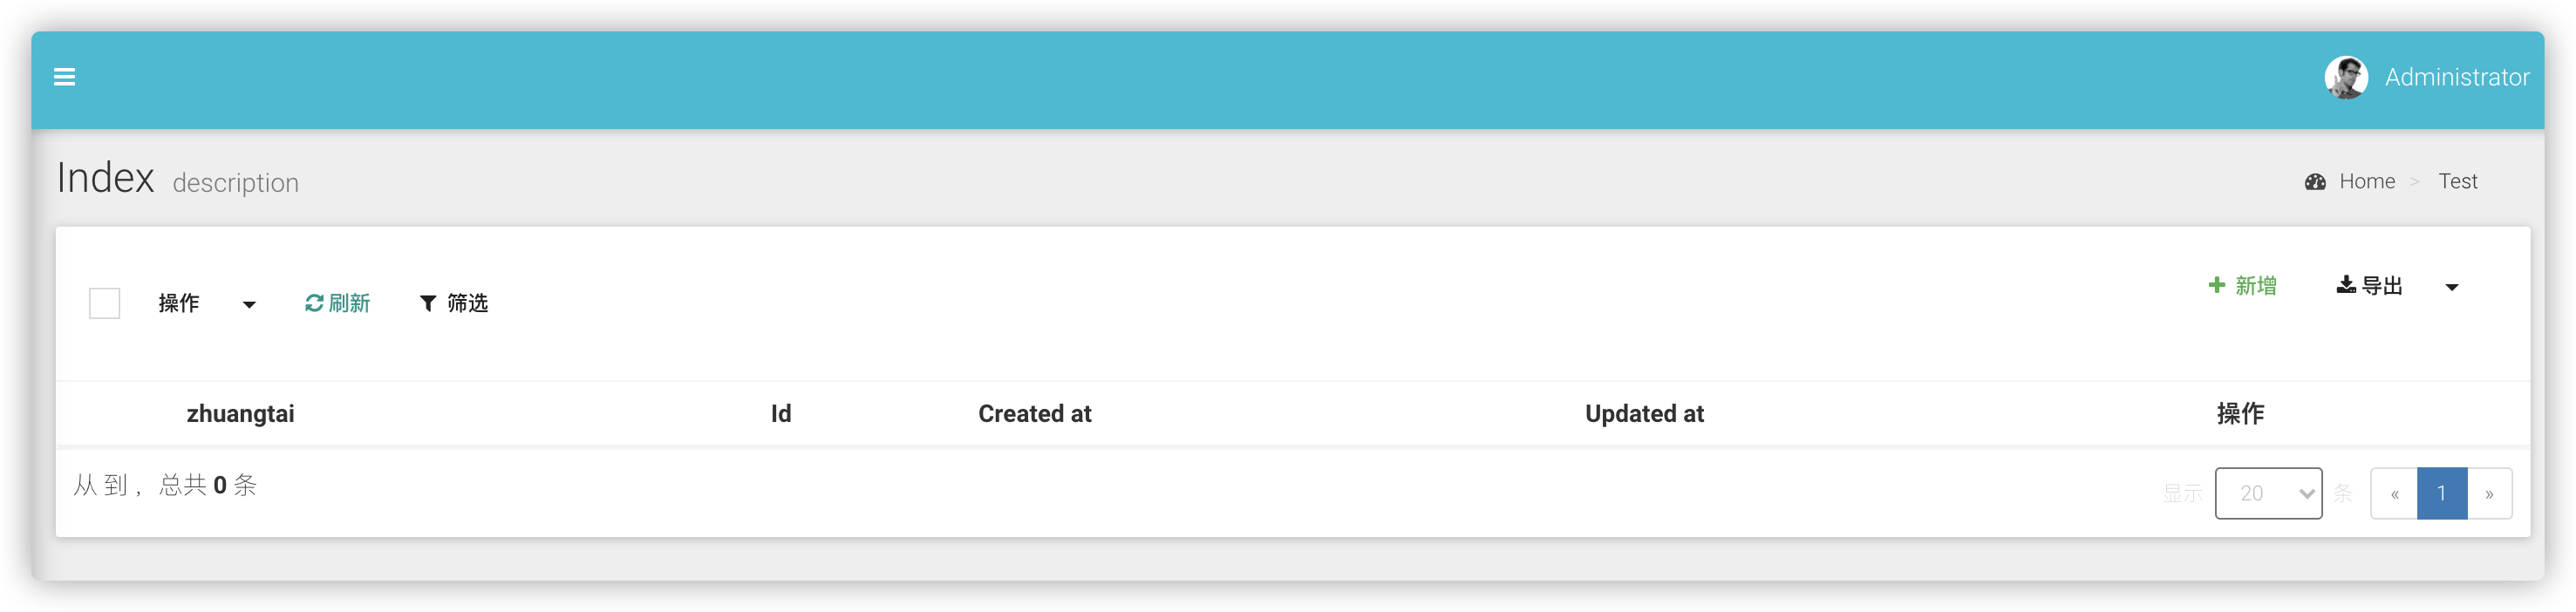 Administrator
Index description
Home > Test
操作 刷新 筛选 新增 导出
zhuangtai Id Created at Updated at 操作
从 到 ，总共 0 条
显示 20 条 « 1 »